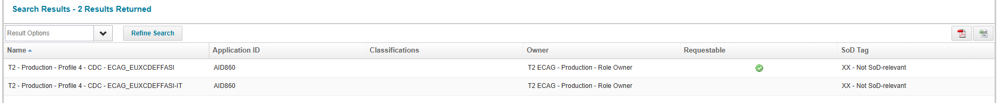 Search Results - 2 Results Returned
Result Options Refine Search
Name Application ID Classifications Owner Requestable SoD Tag
T2 - Production - Profile 4 - CDC - ECAG_EUXCDEFFASI AID860 T2 ECAG - Production - Role Owner XX - Not SoD-relevant
T2 - Production - Profile 4 - CDC - ECAG_EUXCDEFFASI-IT AID860 T2 ECAG - Production - Role Owner XX - Not SoD-relevant